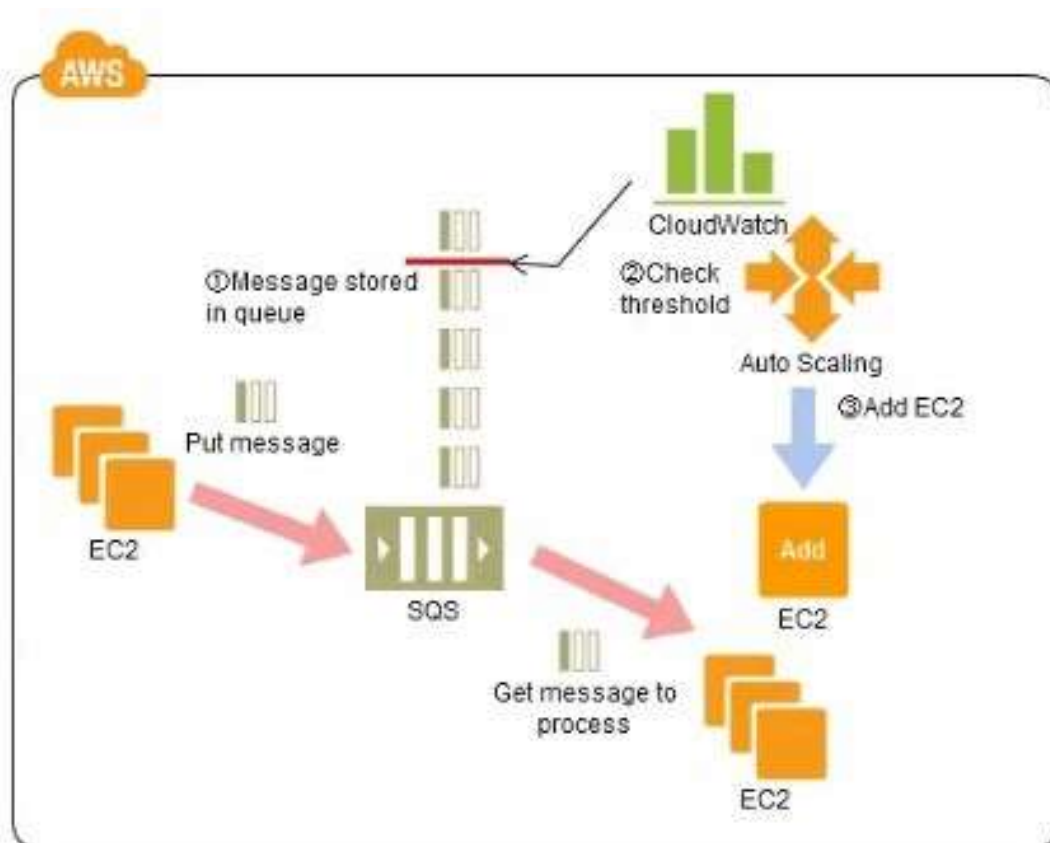 AWS
CloudWatch
①Message stored
in queue
②Check
threshold
Auto Scaling
③Add EC2
Put message
EC2
SQS
Add
EC2
Get message to
process
EC2